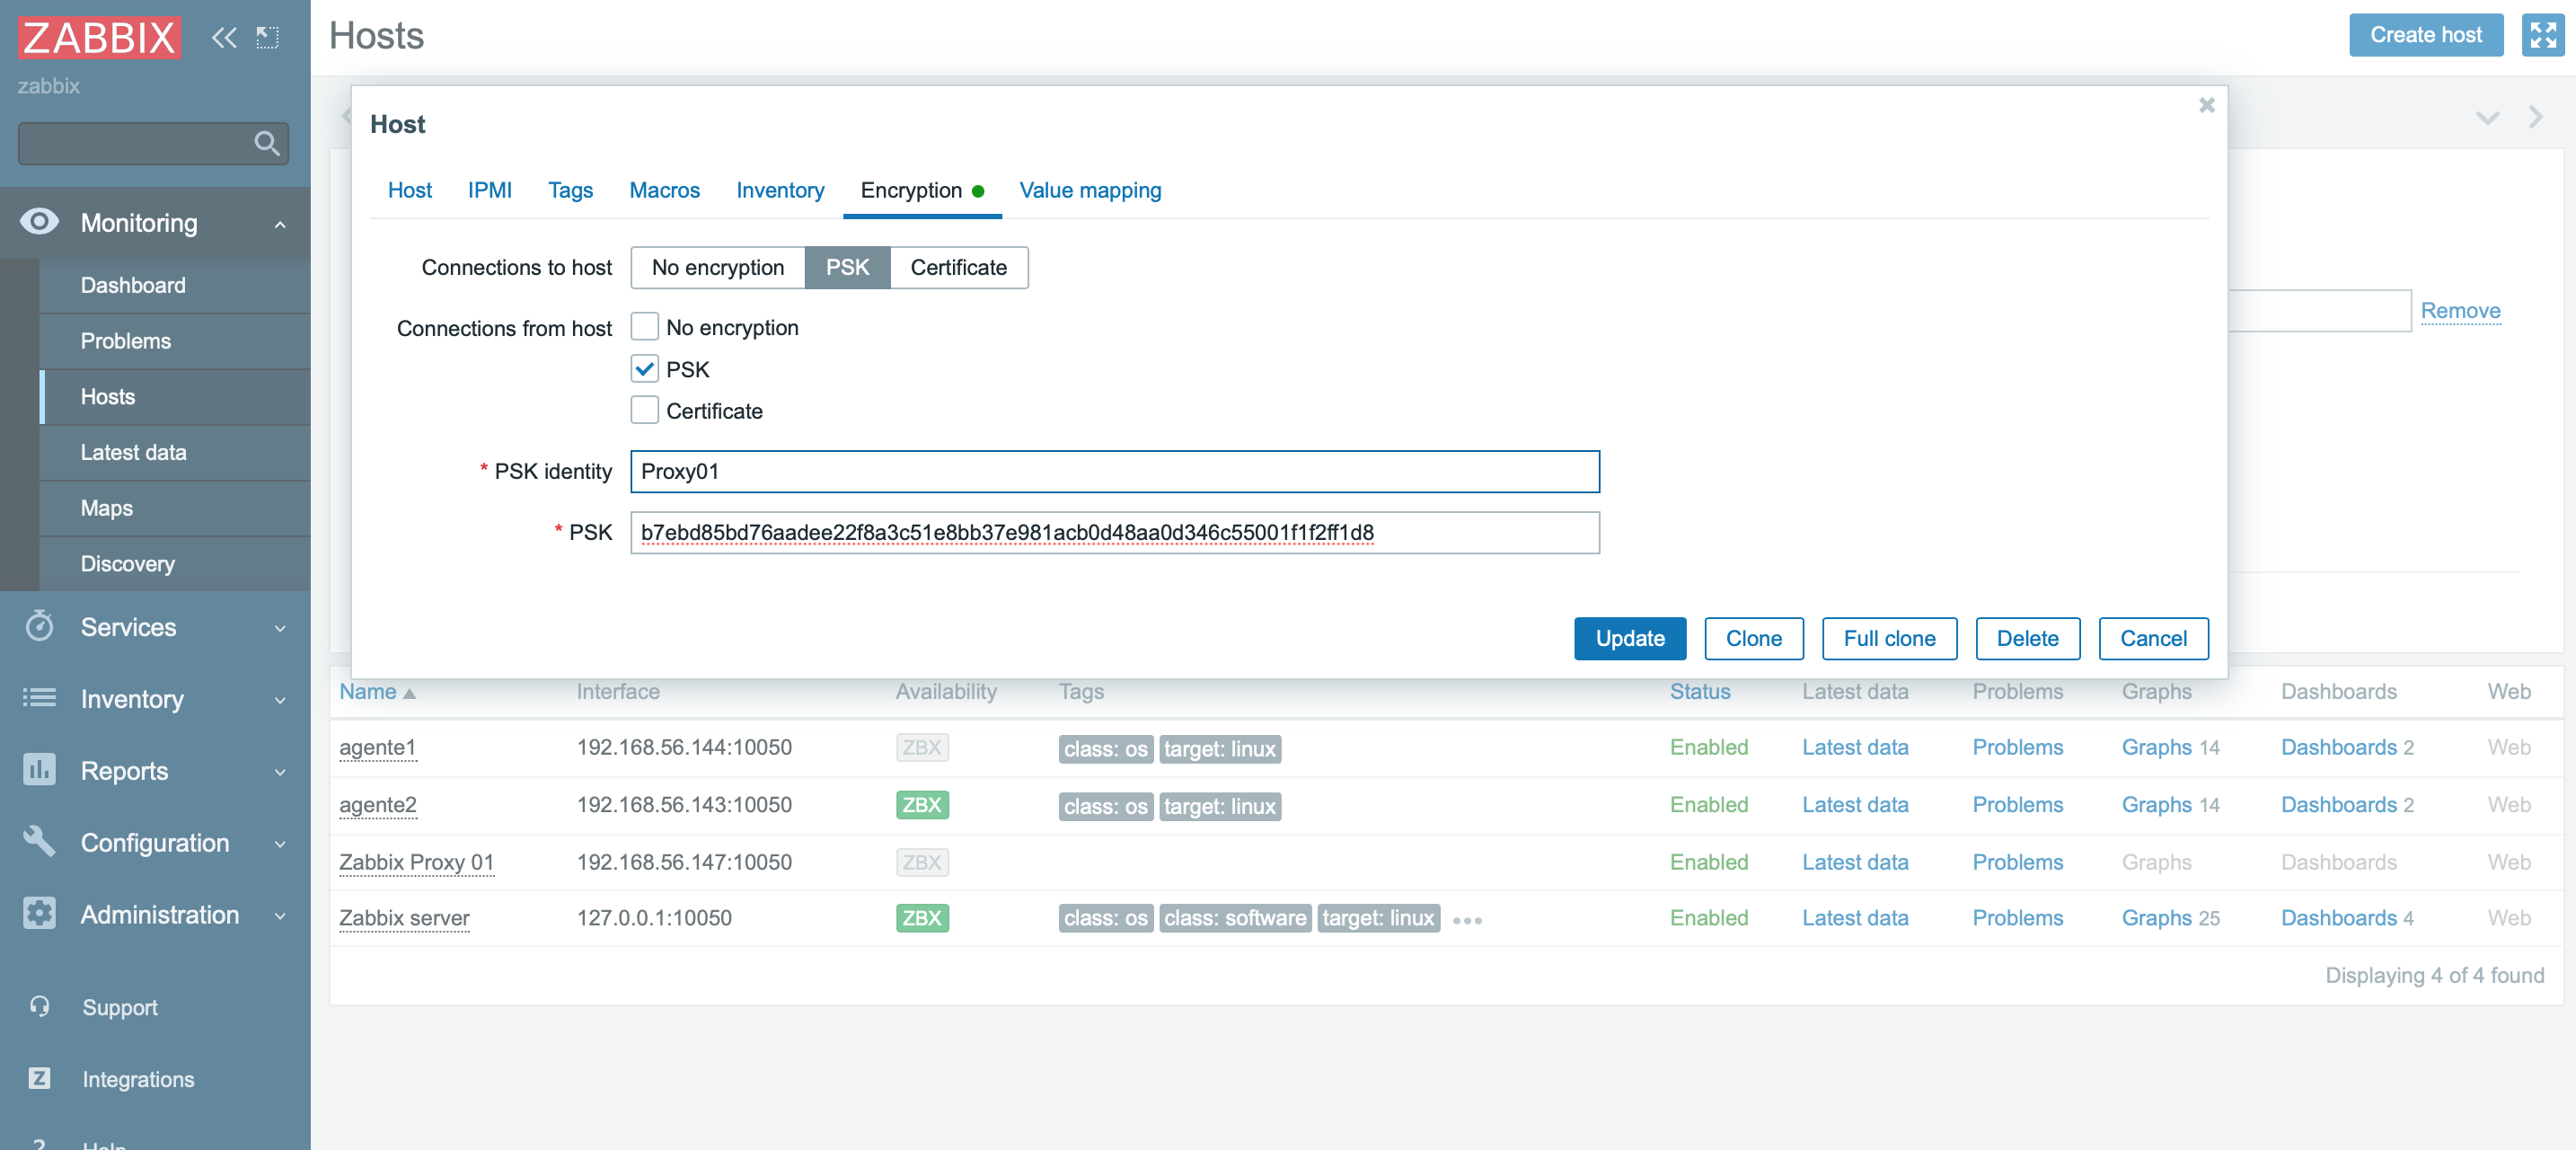 ZABBIX
zabbix
Monitoring
Dashboard
Problems
Hosts
Latest data
Maps
Discovery
Services
Inventory
Reports
Configuration
Administration
Support
Integrations
Hosts
Create host
Host
Host IPMI Tags Macros Inventory Encryption Value mapping
Connections to host No encryption PSK Certificate
Connections from host No encryption
PSK
Certificate
* PSK identity Proxy01
* PSK b7ebd85bd76aadee22f8a3c51e8bb37e981acb0d48aa0d346c55001f1f2ff1d8
Update Clone Full clone Delete Cancel
Remove
Name Interface Availability Tags Status Latest data Problems Graphs Dashboards Web
agente1 192.168.56.144:10050 ZBX class: os target: linux Enabled Latest data Problems Graphs 14 Dashboards 2 Web
agente2 192.168.56.143:10050 ZBX class: os target: linux Enabled Latest data Problems Graphs 14 Dashboards 2 Web
Zabbix Proxy 01 192.168.56.147:10050 ZBX Enabled Latest data Problems Graphs Dashboards Web
Zabbix server 127.0.0.1:10050 ZBX class: os class: software target: linux ••• Enabled Latest data Problems Graphs 25 Dashboards 4 Web
Displaying 4 of 4 found